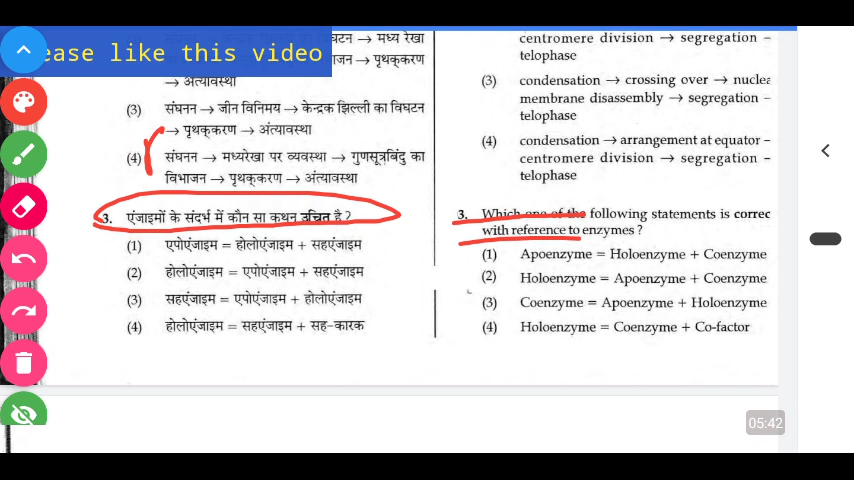 ease like this video
घटन → मध्य रेखा
भाजन → पृथक्करण
→ अंत्यावस्था
(3) संघनन → जीन विनिमय → केन्द्रक झिल्ली का विघटन
→ पृथक्करण → अंत्यावस्था
(4) संघनन → मध्यरेखा पर व्यवस्था → गुणसूत्रबिंदु का
विभाजन → पृथक्करण → अंत्यावस्था
3. एंजाइमों के संदर्भ में कौन सा कथन उचित है ?
(1) एपोएंजाइम = होलोएंजाइम + सहएंजाइम
(2) होलोएंजाइम = एपोएंजाइम + सहएंजाइम
(3) सहएंजाइम = एपोएंजाइम + होलोएंजाइम
(4) होलोएंजाइम = सहएंजाइम + सह-कारक
centromere division → segregation –
telophase
(3) condensation → crossing over → nuclea
membrane disassembly → segregation –
telophase
(4) condensation → arrangement at equator –
centromere division → segregation –
telophase
3. Which one of the following statements is correc
with reference to enzymes ?
(1) Apoenzyme = Holoenzyme + Coenzyme
(2) Holoenzyme = Apoenzyme + Coenzyme
(3) Coenzyme = Apoenzyme + Holoenzyme
(4) Holoenzyme = Coenzyme + Co-factor
05:42